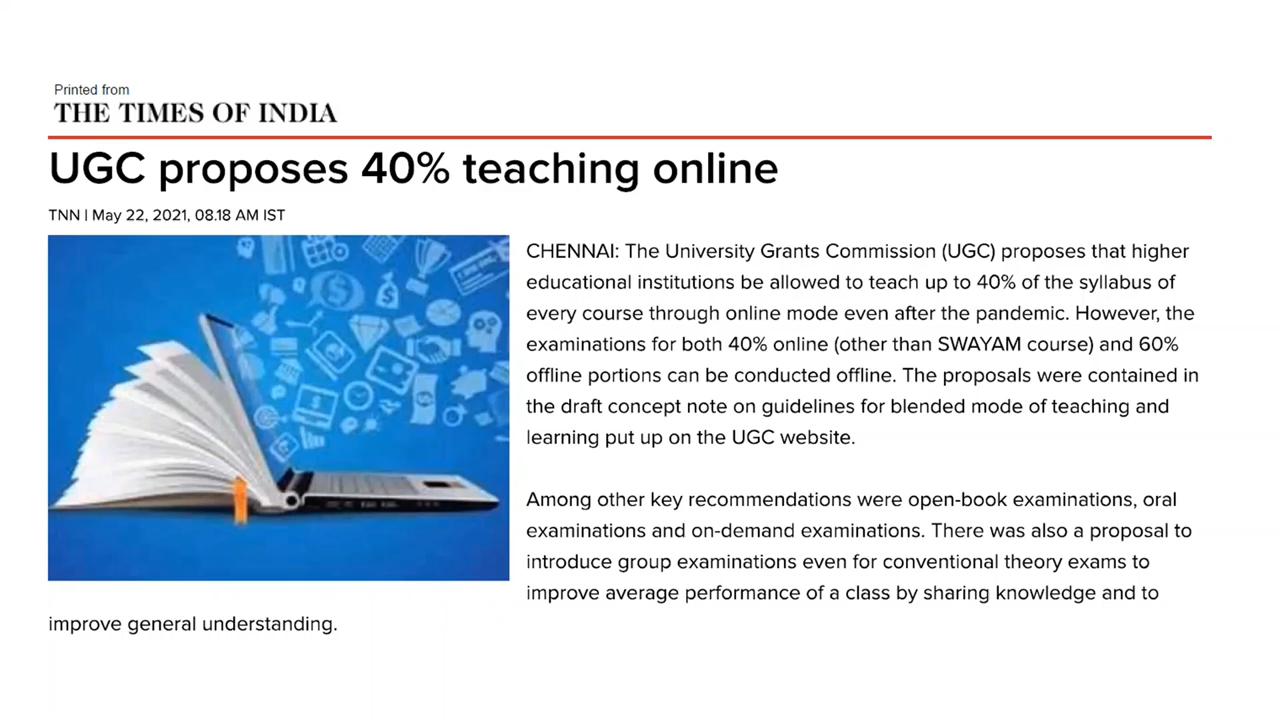 Printed from
THE TIMES OF INDIA
UGC proposes 40% teaching online
TNN | May 22, 2021, 08.18 AM IST
CHENNAI: The University Grants Commission (UGC) proposes that higher
educational institutions be allowed to teach up to 40% of the syllabus of
every course through online mode even after the pandemic. However, the
examinations for both 40% online (other than SWAYAM course) and 60%
offline portions can be conducted offline. The proposals were contained in
the draft concept note on guidelines for blended mode of teaching and
learning put up on the UGC website.
Among other key recommendations were open-book examinations, oral
examinations and on-demand examinations. There was also a proposal to
introduce group examinations even for conventional theory exams to
improve average performance of a class by sharing knowledge and to
improve general understanding.